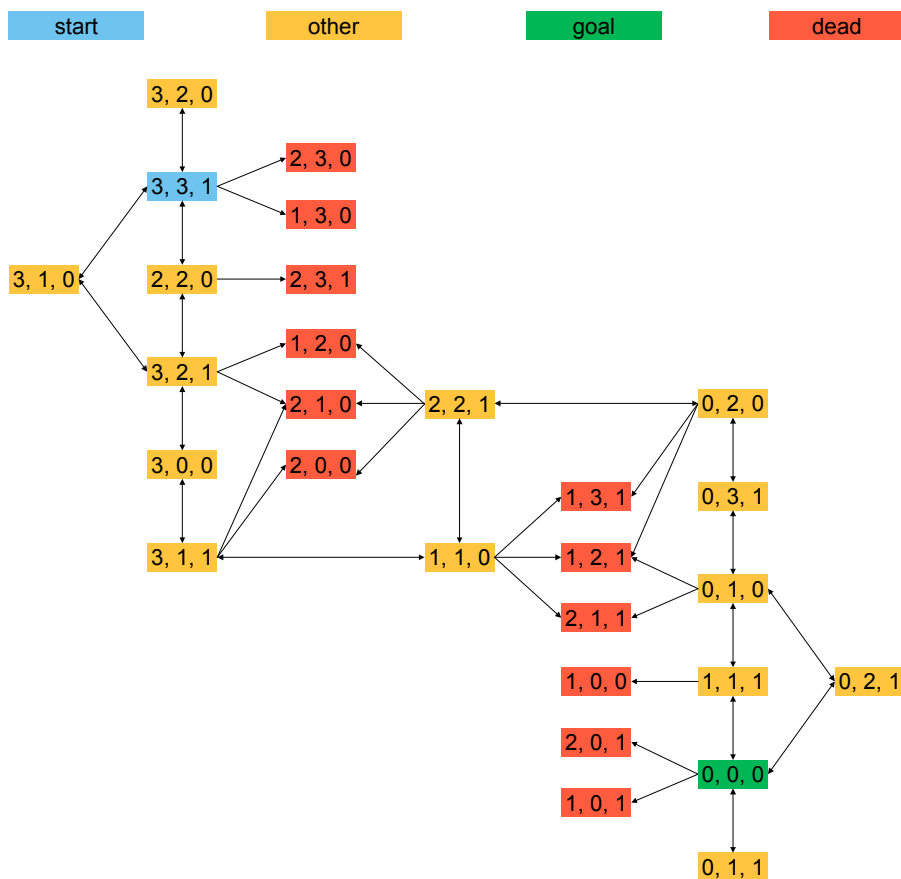 start other goal dead
3, 2, 0
2, 3, 0
3, 3, 1
1, 3, 0
3, 1, 0 2, 2, 0 2, 3, 1
1, 2, 0
3, 2, 1
2, 1, 0 2, 2, 1 0, 2, 0
3, 0, 0 2, 0, 0
1, 3, 1 0, 3, 1
3, 1, 1 1, 1, 0 1, 2, 1
0, 1, 0
2, 1, 1
1, 0, 0 1, 1, 1 0, 2, 1
2, 0, 1
0, 0, 0
1, 0, 1
0, 1, 1